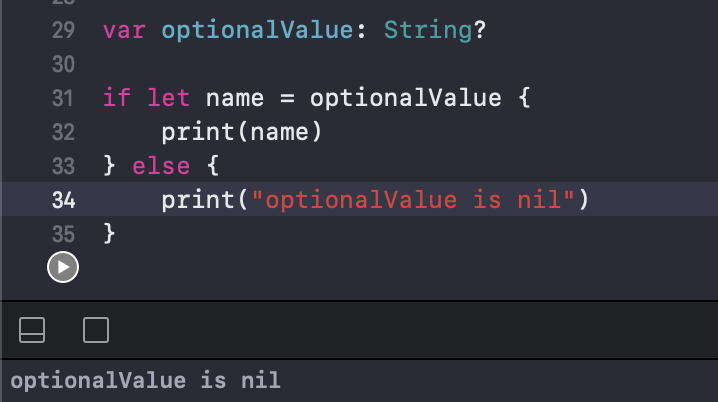 29 var optionalValue: String?
30
31 if let name = optionalValue {
32     print(name)
33 } else {
34     print("optionalValue is nil")
35 }
optionalValue is nil